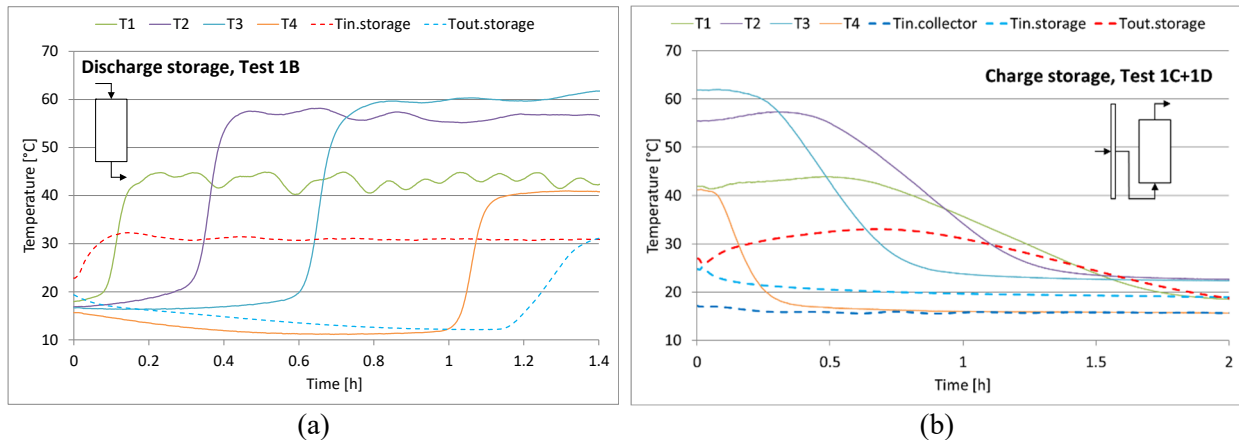 T1 T2 T3 T4 Tin.storage Tout.storage
70
60
50
40
30
20
10
Temperature [°C]
Discharge storage, Test 1B
0 0.2 0.4 0.6 0.8 1 1.2 1.4
Time [h]
(a)
T1 T2 T3 T4 Tin.collector Tin.storage Tout.storage
70
60
50
40
30
20
10
Temperature [°C]
Charge storage, Test 1C+1D
0 0.5 1 1.5 2
Time [h]
(b)